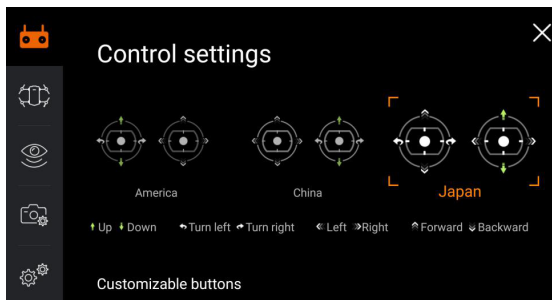 Control settings
America China Japan
Up Down Turn left Turn right Left Right Forward Backward
Customizable buttons